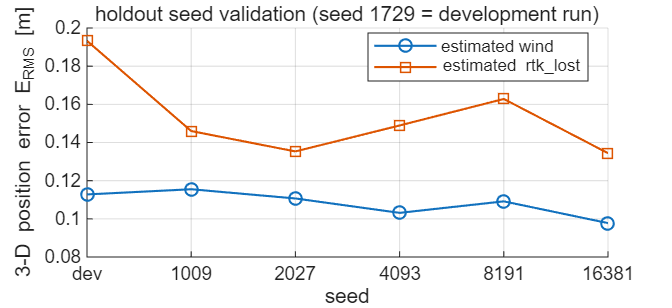 holdout seed validation (seed 1729 = development run)
3-D position error E_RMS [m]
0.2
0.18
0.16
0.14
0.12
0.1
0.08
estimated wind
estimated rtk_lost
dev 1009 2027 4093 8191 16381
seed